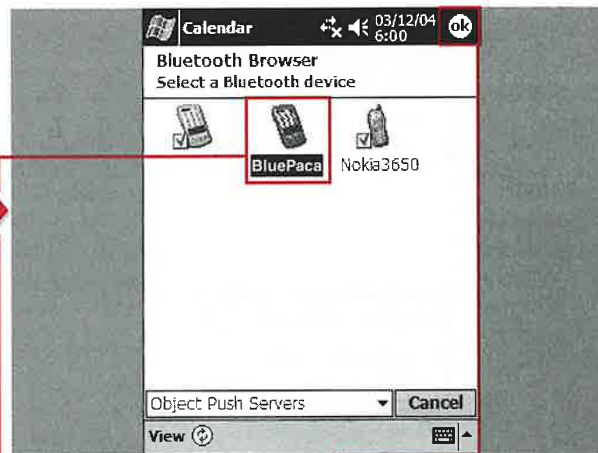 Calendar
03/12/04
6:00
ok
Bluetooth Browser
Select a Bluetooth device
BluePaca
Nokia3650
Object Push Servers
Cancel
View